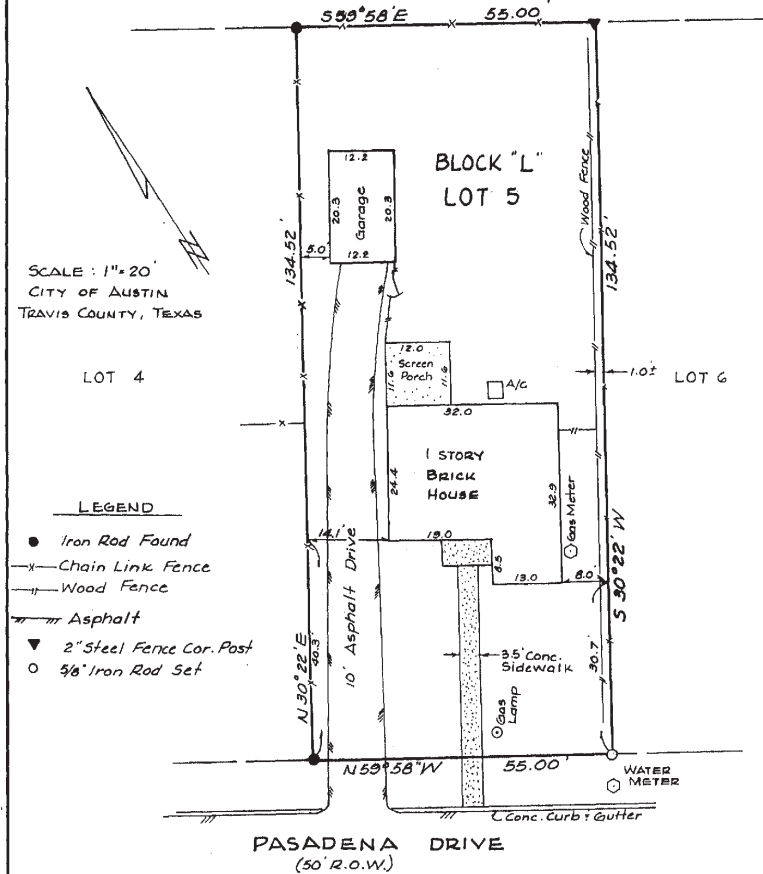 S59°58'E 55.00'
BLOCK "L"
LOT 5
12.2
20.3
Garage
20.3
12.2
5.0'
Wood Fence
134.52'
134.52'
SCALE : 1"=20'
CITY OF AUSTIN
TRAVIS COUNTY, TEXAS
LOT 4
12.0
Screen
Porch
11.6
11.6
A/C
1.0±
LOT 6
32.0
1 STORY
BRICK
HOUSE
24.4
32.9
Gas Meter
LEGEND
Iron Rod Found
Chain Link Fence
Wood Fence
Asphalt
2" Steel Fence Cor. Post
5/8" Iron Rod Set
14.1'
19.0
8.5
13.0
8.0'
S 30°22' W
N 30°22' E
40.3'
10' Asphalt Drive
3.5' Conc.
Sidewalk
30.7'
Gas
Lamp
N59°58"W 55.00'
WATER
METER
Conc. Curb & Gutter
PASADENA DRIVE
(50' R.O.W.)